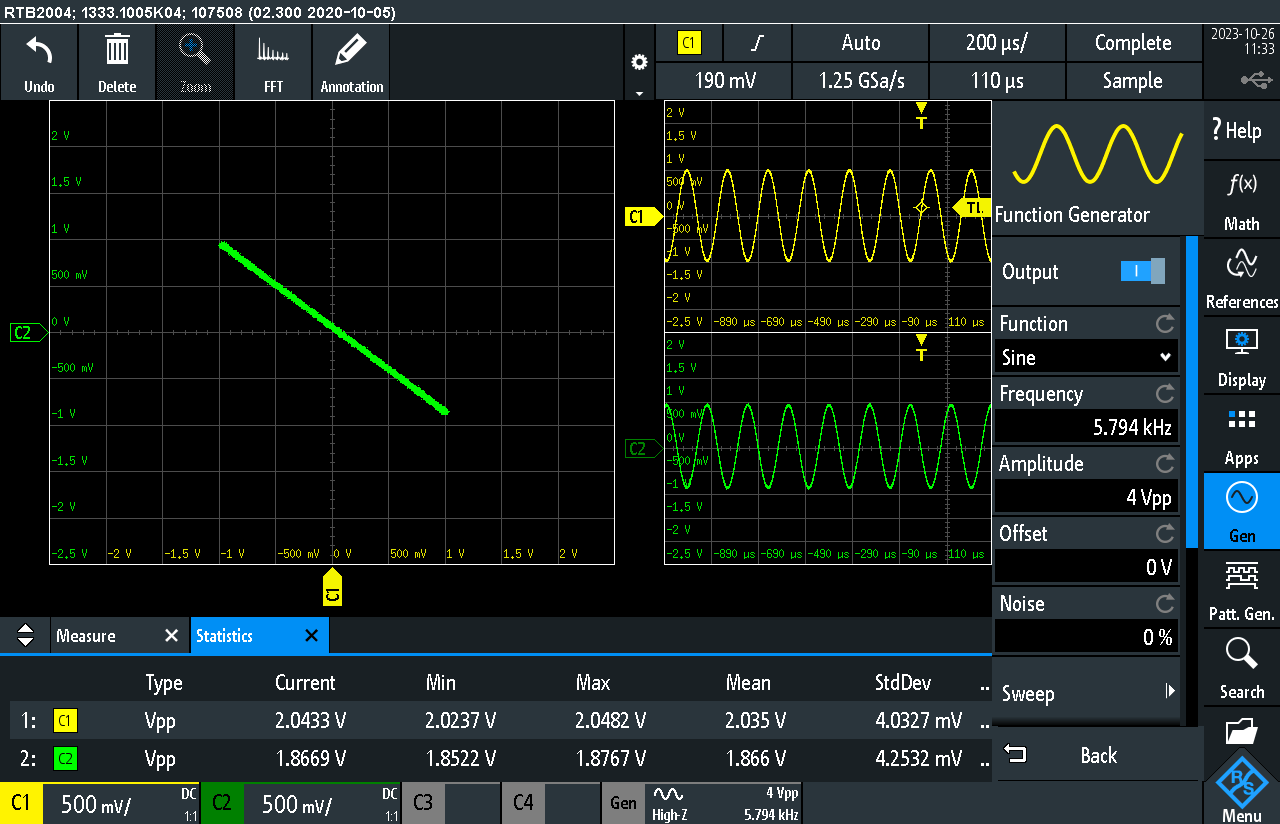 RTB2004; 1333.1005K04; 107508 (02.300 2020-10-05)
Undo
Delete
Zoom
FFT
Annotation
C1
Auto
200 µs/
Complete
190 mV
1.25 GSa/s
110 µs
Sample
2023-10-26
11:33
2 V
1.5 V
1 V
500 mV
0 V
-500 mV
-1 V
-1.5 V
-2 V
-2.5 V
-2 V
-1.5 V
-1 V
-500 mV
0 V
500 mV
1 V
1.5 V
2 V
C2
C1
2 V
1.5 V
1 V
500 mV
0 V
-500 mV
-1 V
-1.5 V
-2 V
-2.5 V
-890 µs
-690 µs
-490 µs
-290 µs
-90 µs
110 µs
T
C1
TL
2 V
1.5 V
1 V
500 mV
0 V
-500 mV
-1 V
-1.5 V
-2 V
-2.5 V
-890 µs
-690 µs
-490 µs
-290 µs
-90 µs
110 µs
T
C2
Function Generator
Output
Function
Sine
Frequency
5.794 kHz
Amplitude
4 Vpp
Offset
0 V
Noise
0 %
Sweep
Back
? Help
f(x)
Math
References
Display
Apps
Gen
Patt. Gen.
Search
R&S
Menu
Measure
Statistics
Type Current Min Max Mean StdDev ..
1: C1 Vpp 2.0433 V 2.0237 V 2.0482 V 2.035 V 4.0327 mV ..
2: C2 Vpp 1.8669 V 1.8522 V 1.8767 V 1.866 V 4.2532 mV ..
C1
500 mV/
DC
1:1
C2
500 mV/
DC
1:1
C3
C4
Gen
High-Z
4 Vpp
5.794 kHz